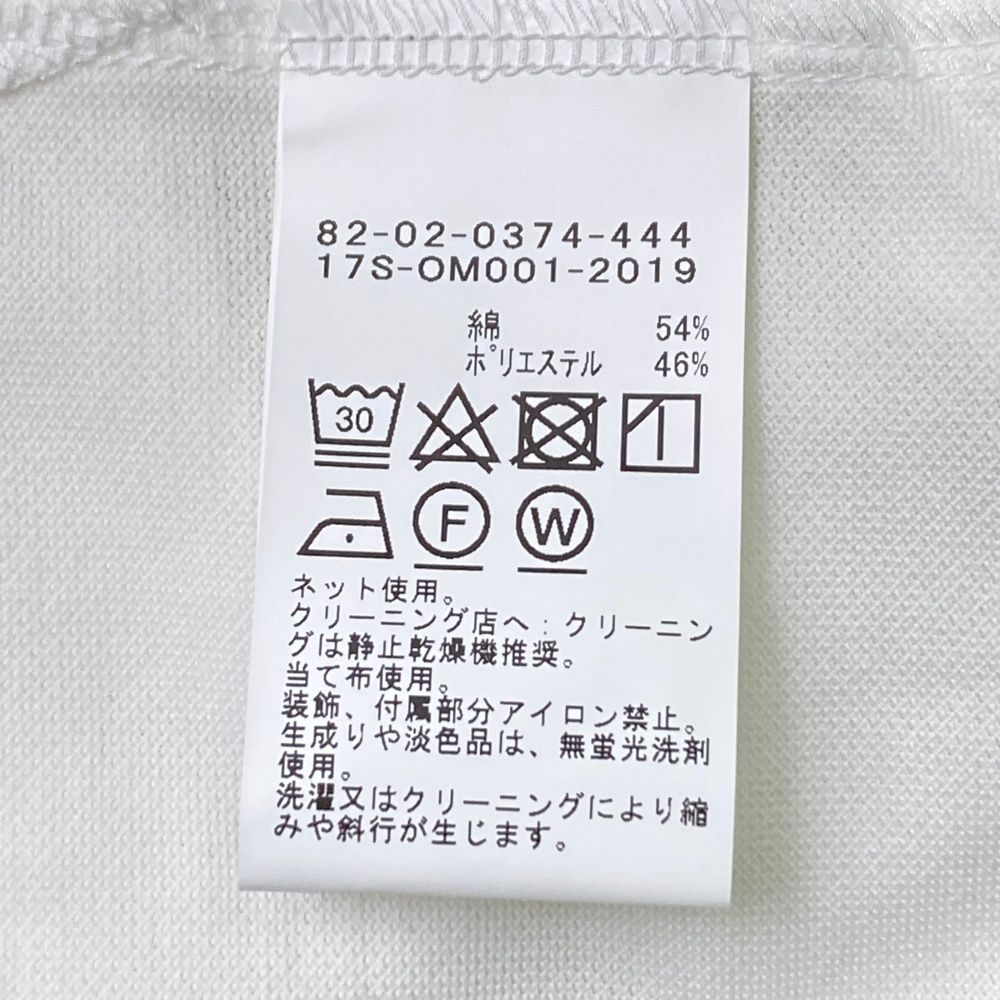 82-02-0374-444
17S-OM001-2019
綿 54%
ポリエステル 46%
30
F W
ネット使用。
クリーニング店へ：クリーニン
グは静止乾燥機推奨。
当て布使用。
装飾、付属部分アイロン禁止。
生成りや淡色品は、無蛍光洗剤
使用。
洗濯又はクリーニングにより縮
みや斜行が生じます。